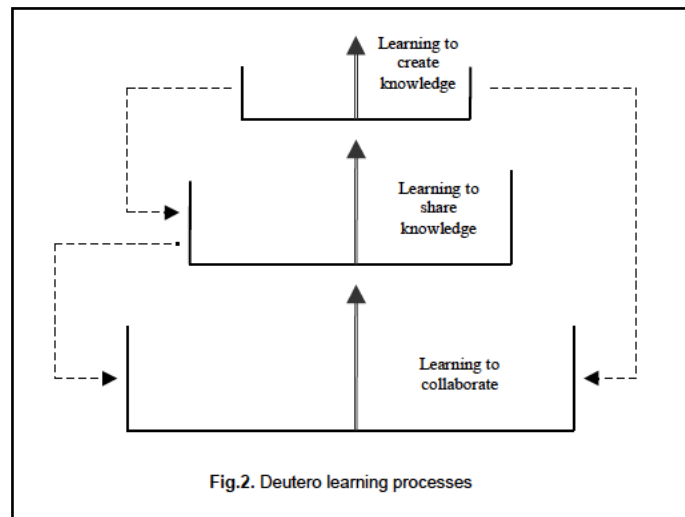 Learning to
create
knowledge
Learning to
share
knowledge
Learning to
collaborate
Fig.2. Deutero learning processes